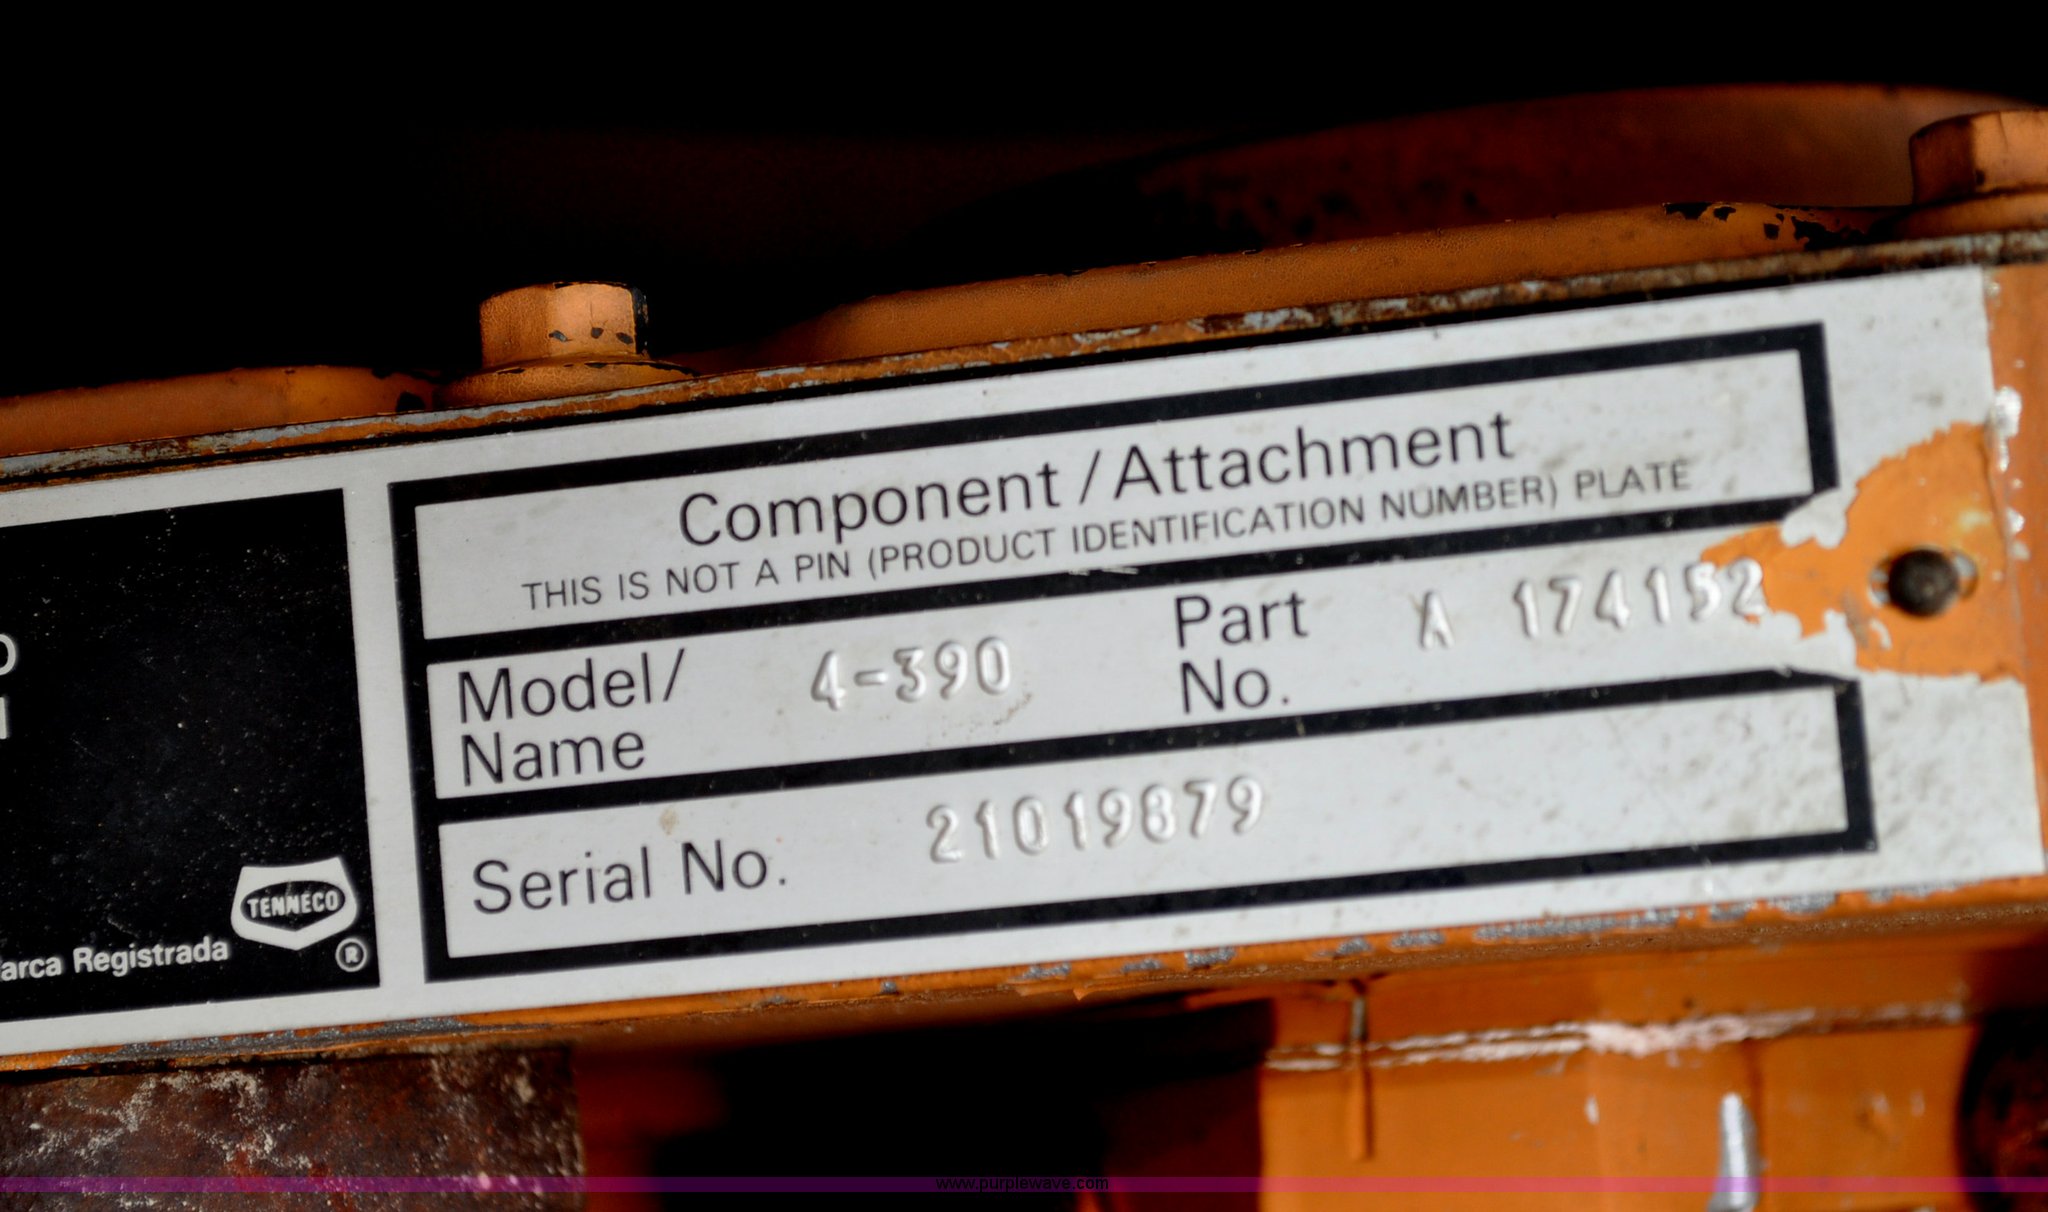 Component / Attachment
THIS IS NOT A PIN (PRODUCT IDENTIFICATION NUMBER) PLATE
Model/ Name 4-390
Part No. A 174152
Serial No. 21019879
TENNECO
arca Registrada ®
www.purplewave.com